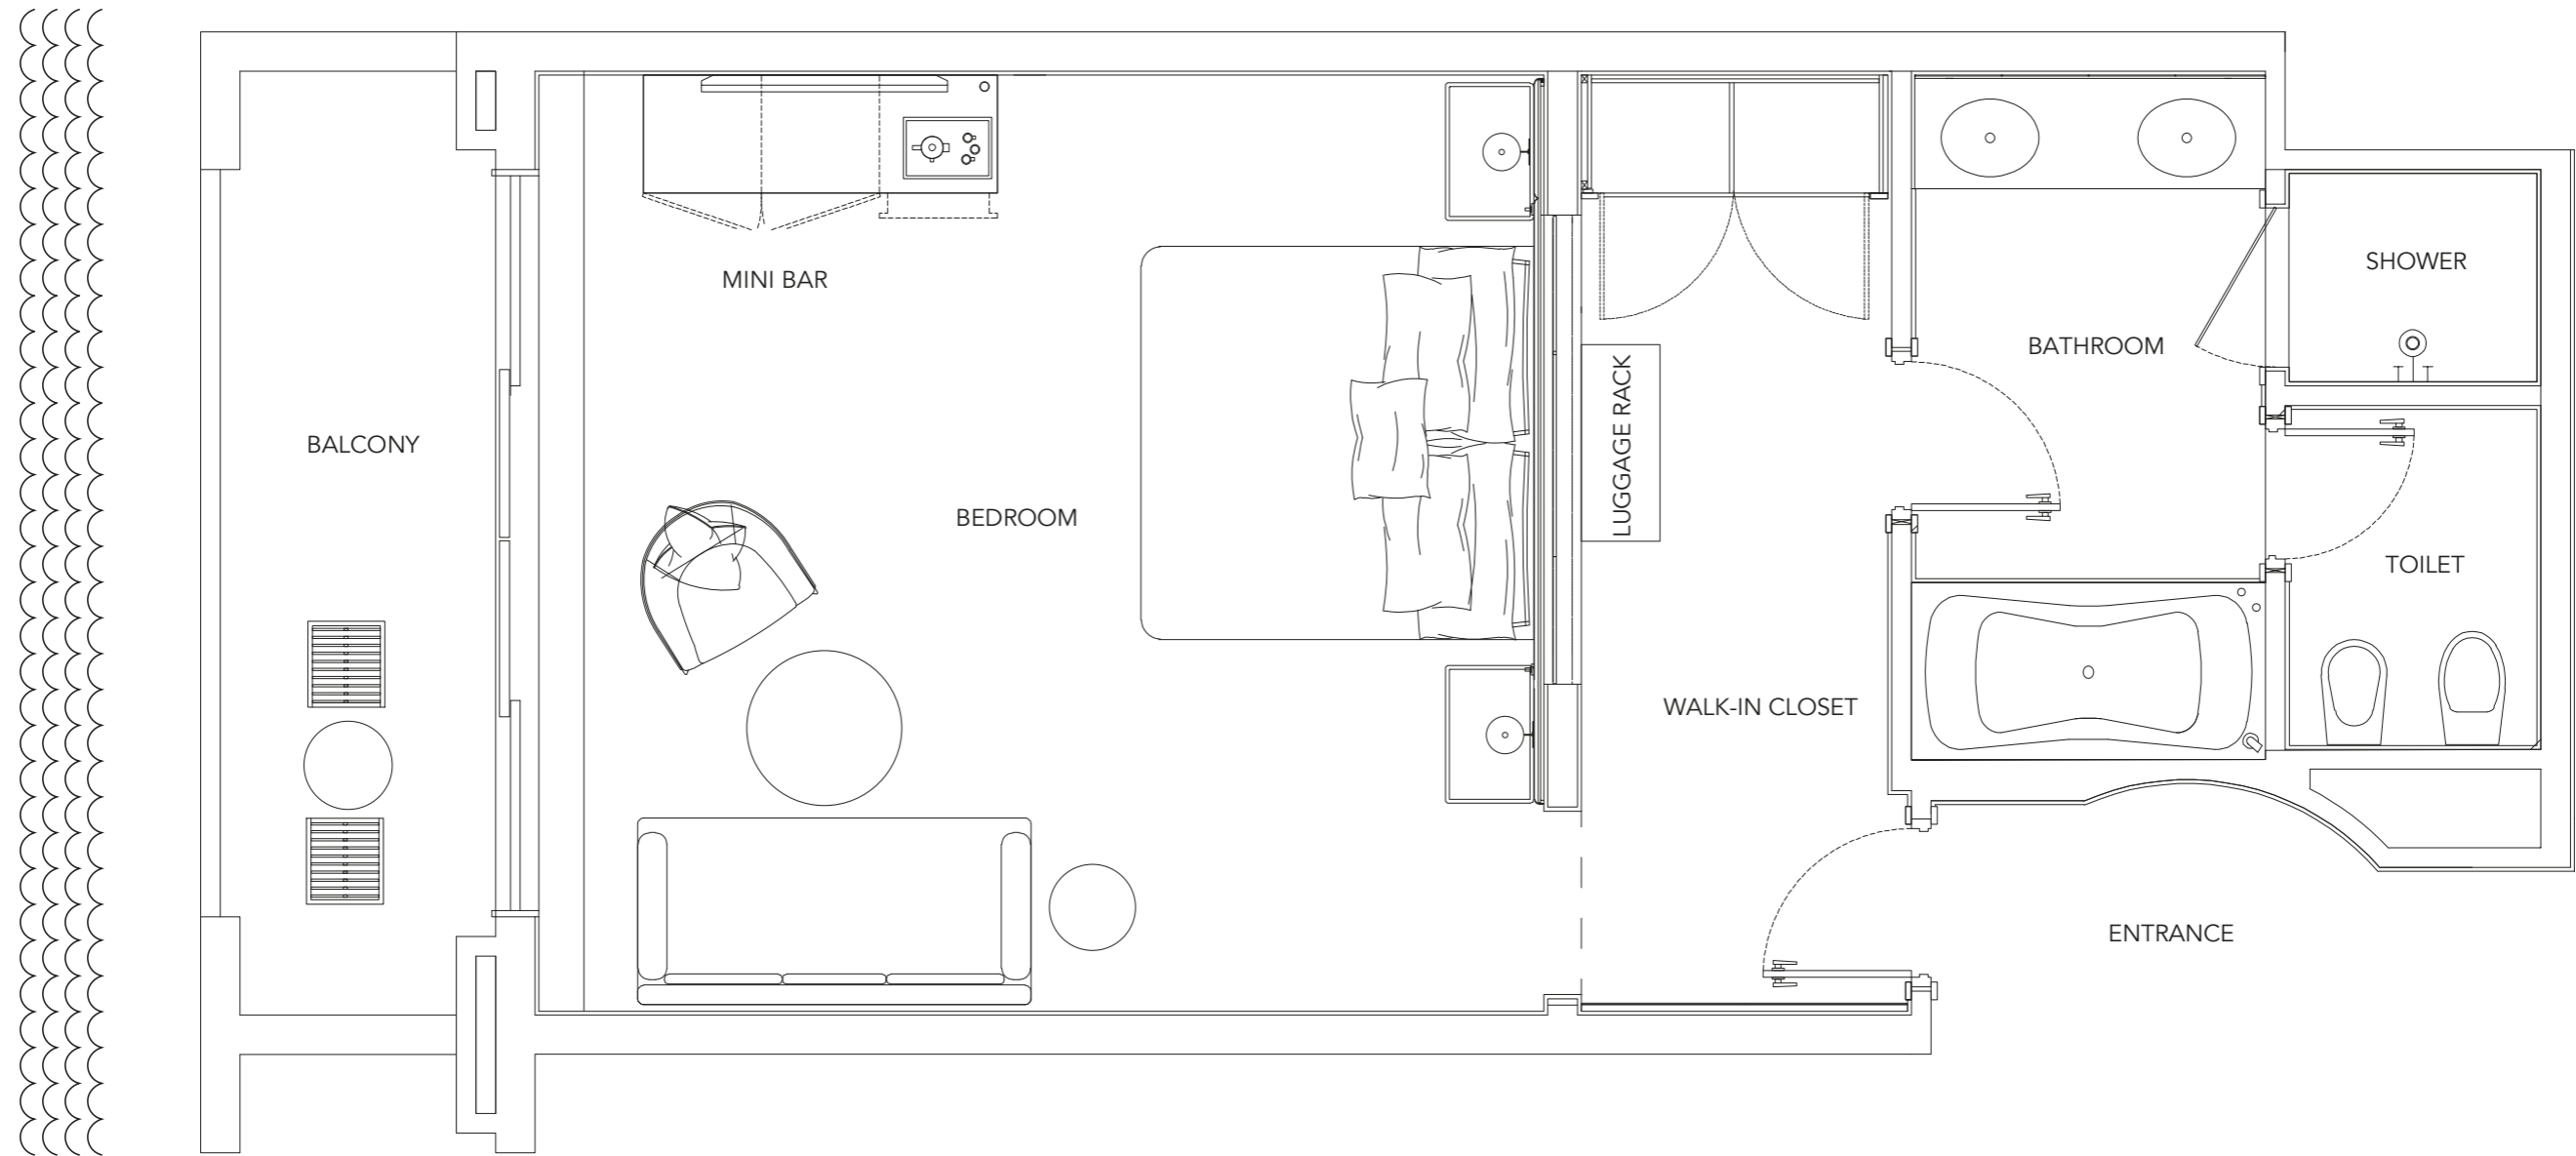 SHOWER
MINI BAR
BATHROOM
LUGGAGE RACK
BALCONY
BEDROOM
TOILET
WALK-IN CLOSET
ENTRANCE